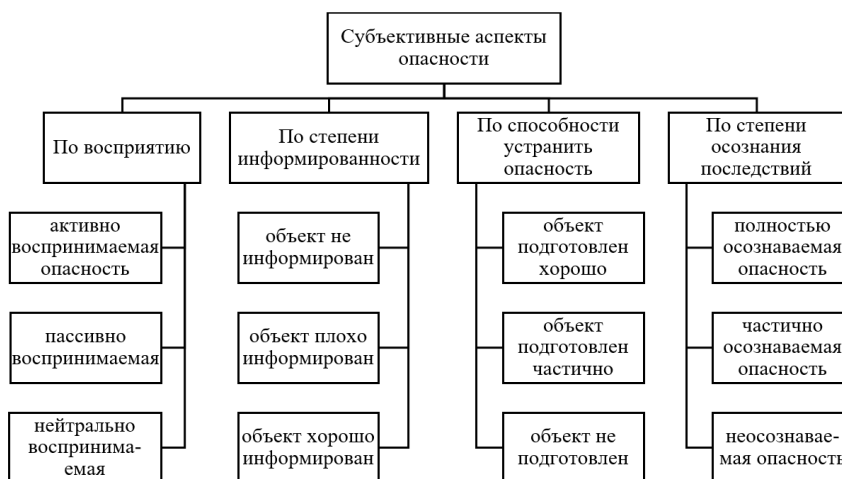 Субъективные аспекты
опасности
По восприятию
По степени
информированности
По способности
устранить
опасность
По степени
осознания
последствий
активно
воспринимаемая
опасность
объект не
информирован
объект
подготовлен
хорошо
полностью
осознаваемая
опасность
пассивно
воспринимаемая
объект плохо
информирован
объект
подготовлен
частично
частично
осознаваемая
опасность
нейтрально
воспринима-
емая
объект хорошо
информирован
объект не
подготовлен
неосознавае-
мая опасность